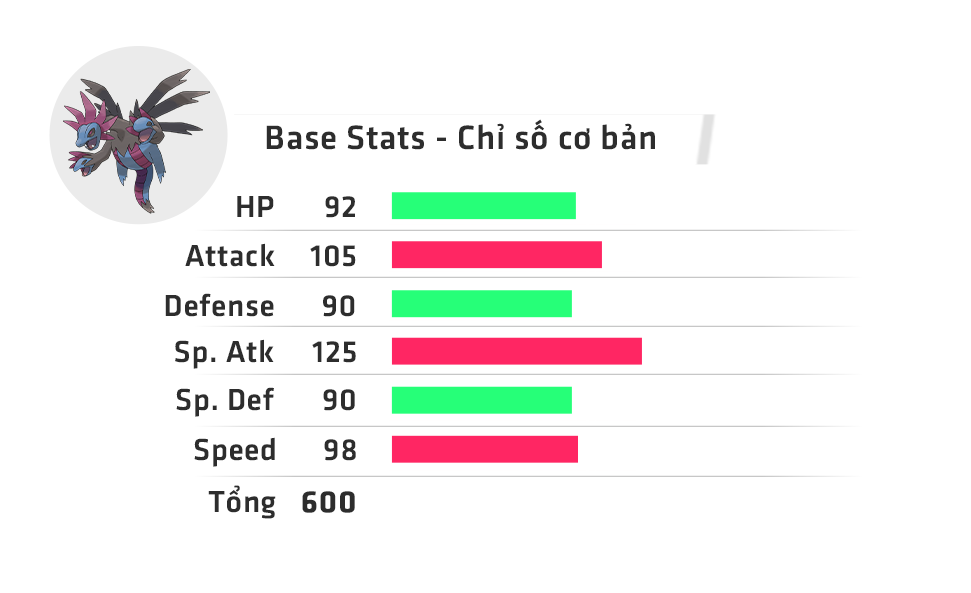 Base Stats - Chỉ số cơ bản
HP 92
Attack 105
Defense 90
Sp. Atk 125
Sp. Def 90
Speed 98
Tổng 600